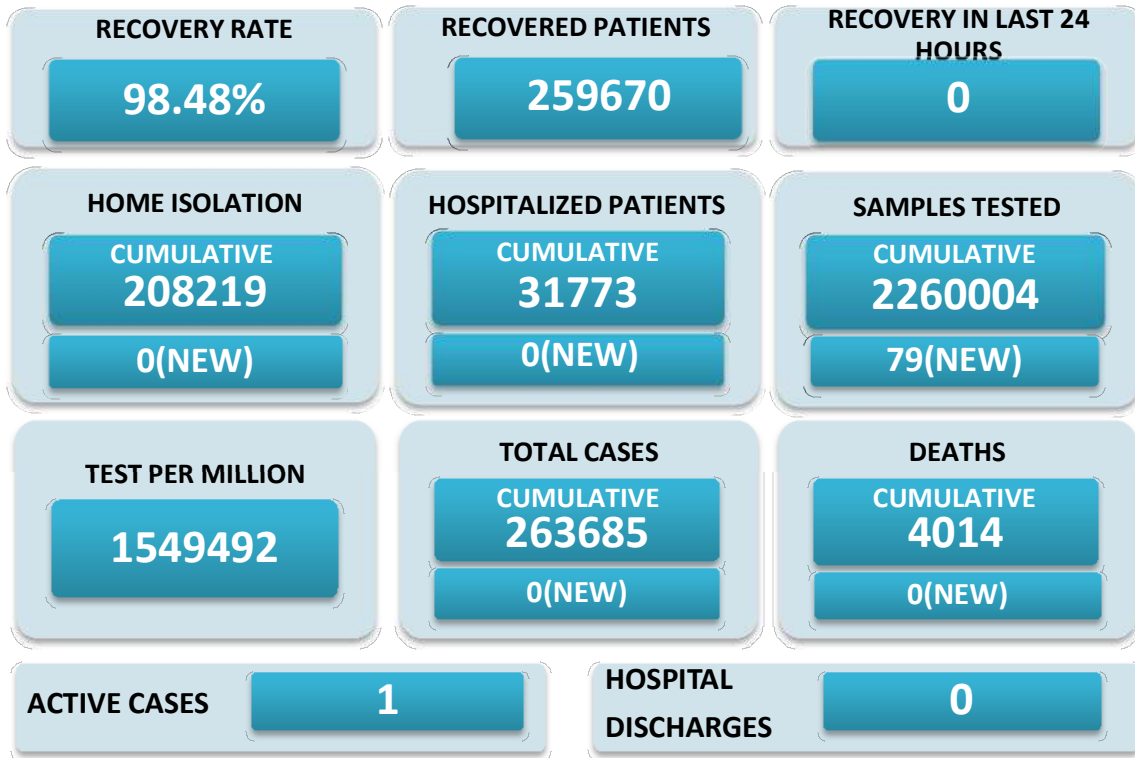 RECOVERY RATE
98.48%
RECOVERED PATIENTS
259670
RECOVERY IN LAST 24
HOURS
0
HOME ISOLATION
CUMULATIVE
208219
0(NEW)
HOSPITALIZED PATIENTS
CUMULATIVE
31773
0(NEW)
SAMPLES TESTED
CUMULATIVE
2260004
79(NEW)
TEST PER MILLION
1549492
TOTAL CASES
CUMULATIVE
263685
0(NEW)
DEATHS
CUMULATIVE
4014
0(NEW)
ACTIVE CASES
1
HOSPITAL
DISCHARGES
0